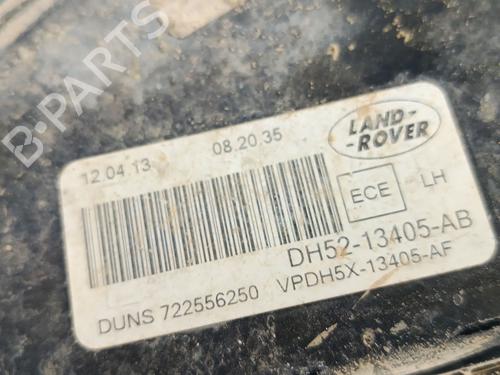 B-PARTS
LAND-
-ROVER
12.04.13 08.20.35
ECE LH
DH52-13405-AB
DUNS 722556250 VPDH5X-13405-AF